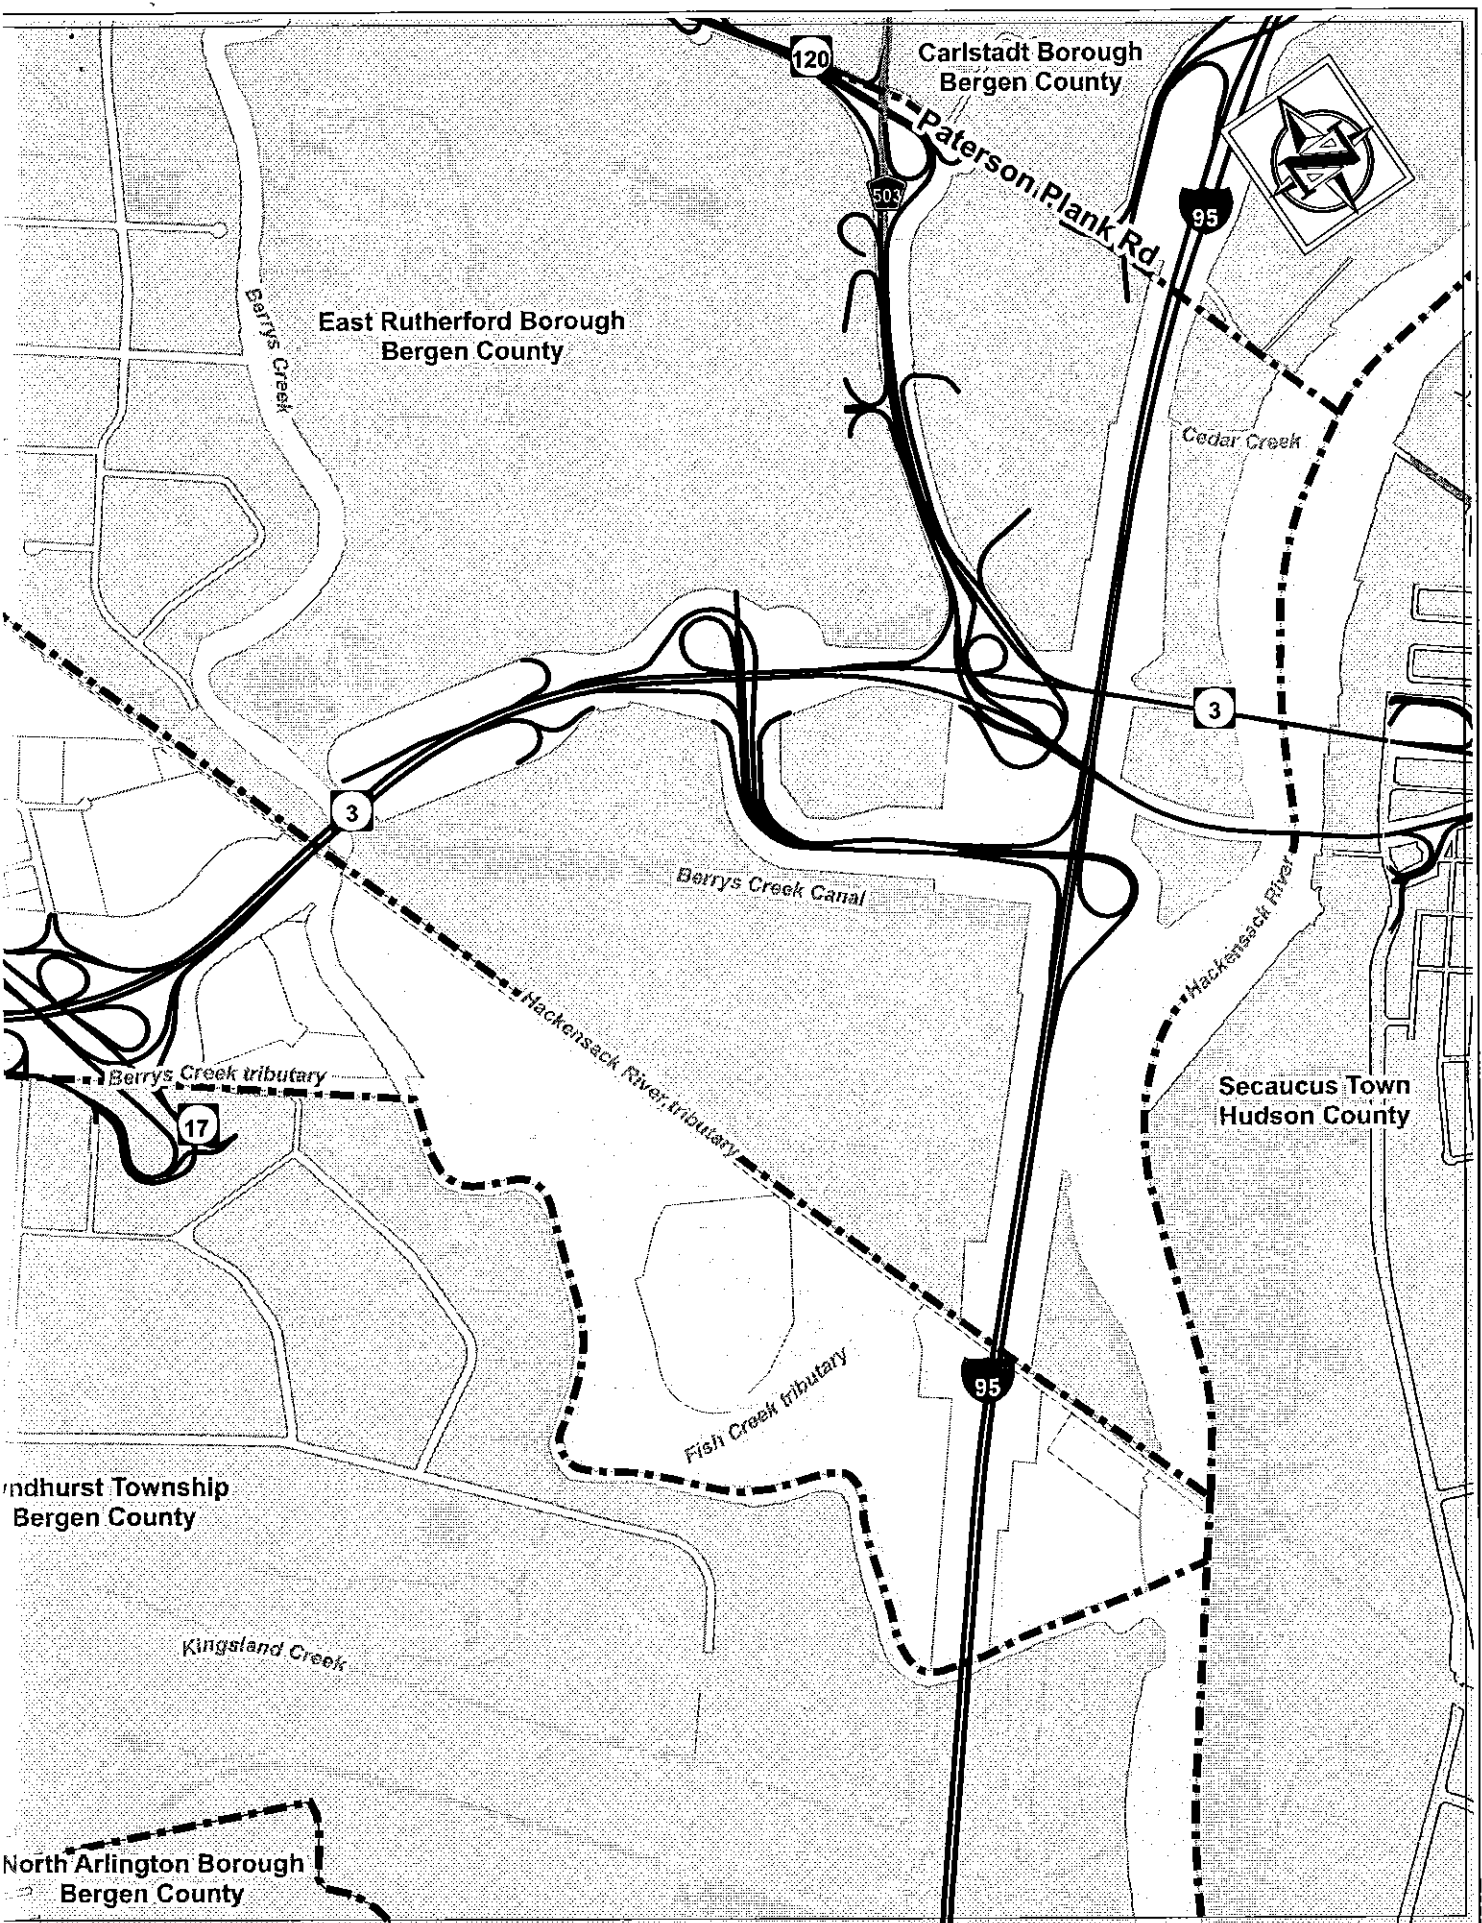 120
Carlstadt Borough
Bergen County
Paterson Plank Rd
N
503
95
Berrys Creek
East Rutherford Borough
Bergen County
Cedar Creek
3
3
Berrys Creek Canal
Hackensack River
Hackensack River tributary
Berrys Creek tributary
17
Secaucus Town
Hudson County
95
Fish Creek tributary
ndhurst Township
Bergen County
Kingsland Creek
North Arlington Borough
Bergen County